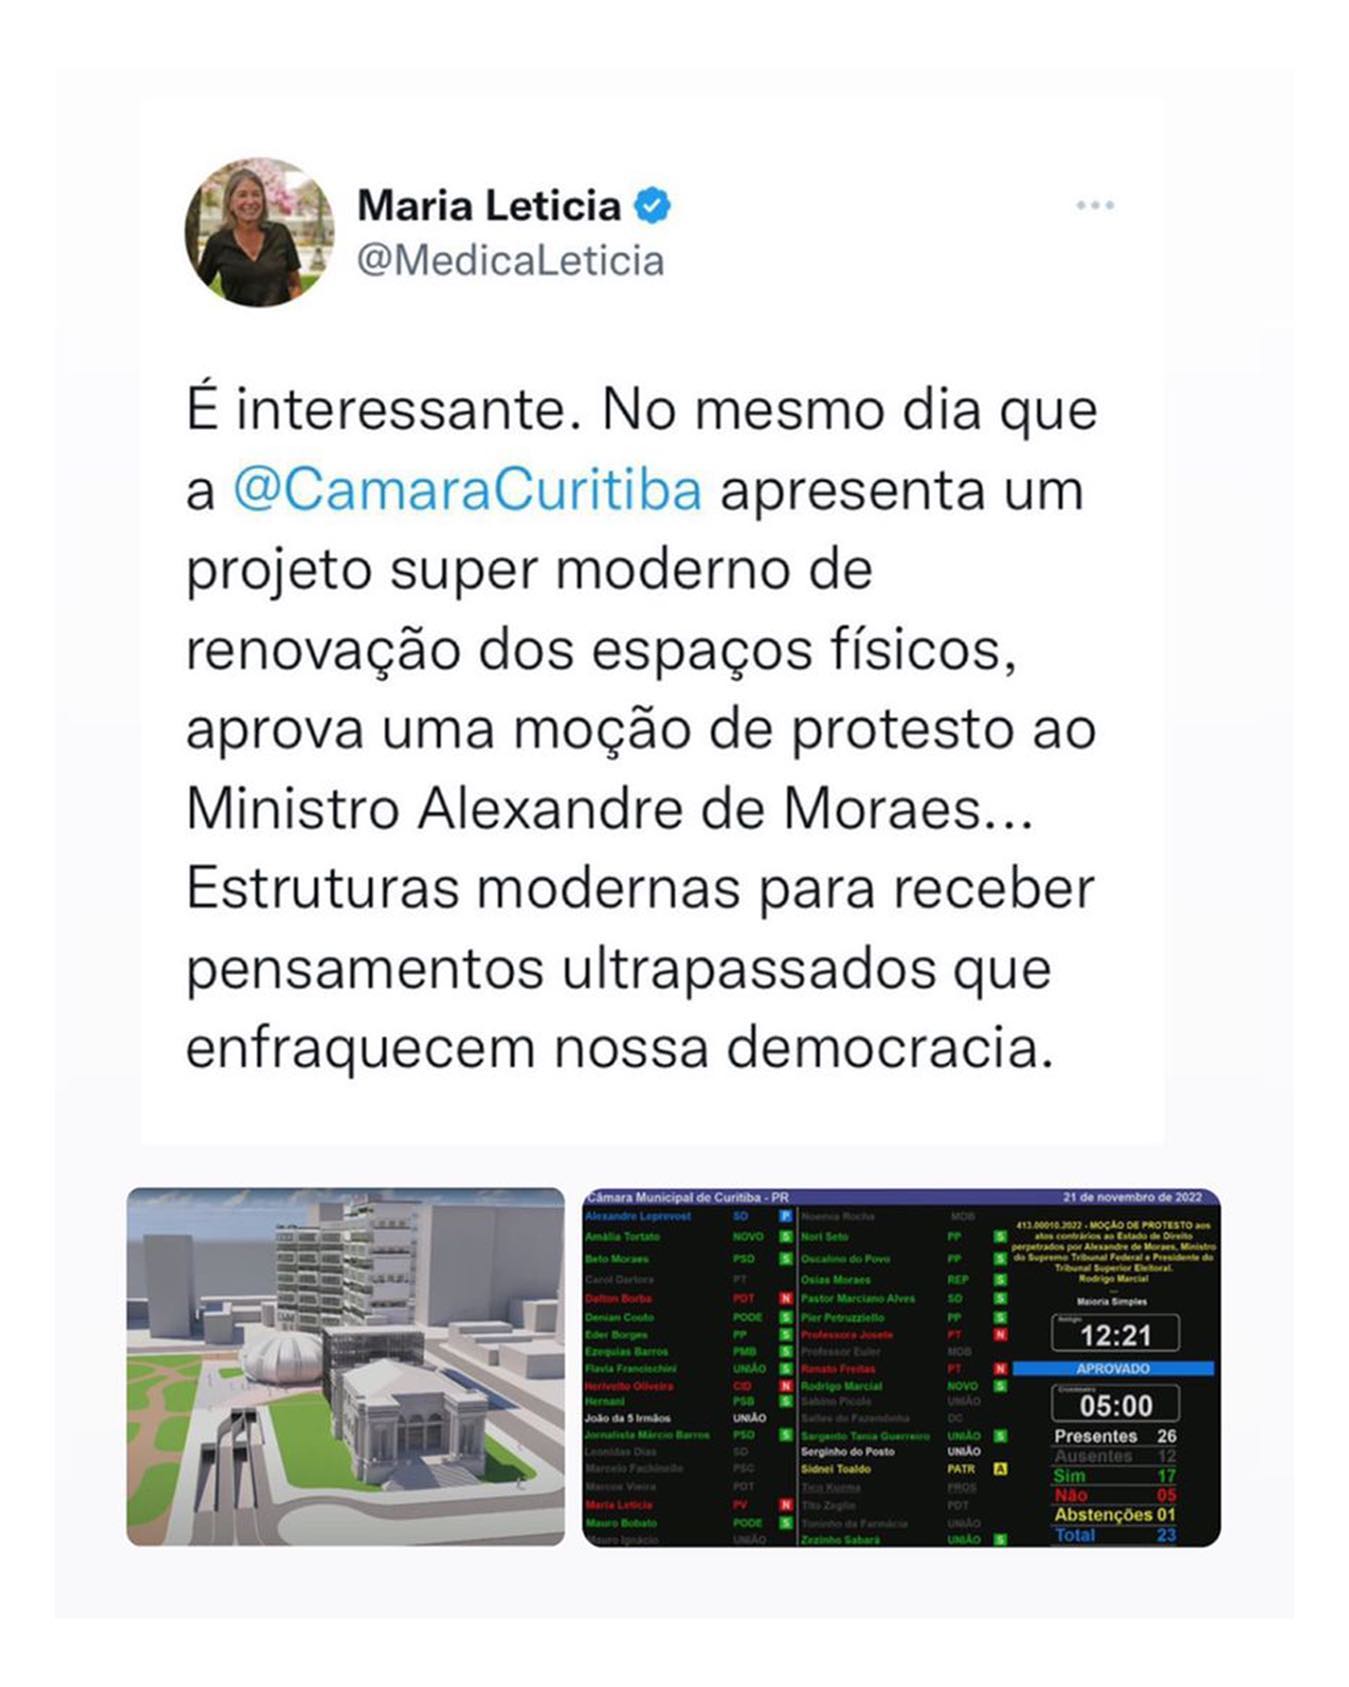 Maria Leticia
@MedicaLeticia
É interessante. No mesmo dia que
a @CamaraCuritiba apresenta um
projeto super moderno de
renovação dos espaços físicos,
aprova uma moção de protesto ao
Ministro Alexandre de Moraes...
Estruturas modernas para receber
pensamentos ultrapassados que
enfraquecem nossa democracia.
Câmara Municipal de Curitiba - PR
21 de novembro de 2022
Alexandre Leprevost SD P
Amália Tortato NOVO S
Beto Moraes PSD S
Carol Dartora PT
Dalton Borba PDT N
Denian Couto PODE S
Eder Borges PP S
Ezequias Barros PMB S
Flavia Francischini UNIÃO S
Herivelto Oliveira CID N
Hernani PSB S
João da 5 Irmãos UNIÃO
Jornalista Márcio Barros PSD S
Leonidas Dias SD
Marcelo Fachinello PSC
Marcos Vieira PDT
Maria Leticia PV N
Mauro Bobato PODE S
Mauro Ignácio UNIÃO
Noemia Rocha MDB
Nori Seto PP S
Oscalino do Povo PP S
Osias Moraes REP S
Pastor Marciano Alves SD S
Pier Petruzziello PP S
Professora Josete PT N
Professor Euler MDB
Renato Freitas PT N
Rodrigo Marcial NOVO S
Sabino Picolo UNIÃO
Salles do Fazendinha DC
Sargento Tania Guerreiro UNIÃO S
Serginho do Posto UNIÃO
Sidnei Toaldo PATR A
Tico Kuzma PROS
Tito Zeglin PDT
Toninho da Farmácia UNIÃO
Zezinho Sabará UNIÃO S
413.00010.2022 - MOÇÃO DE PROTESTO aos
atos contrários ao Estado de Direito
perpetrados por Alexandre de Moraes, Ministro
do Supremo Tribunal Federal e Presidente do
Tribunal Superior Eleitoral.
Rodrigo Marcial
Maioria Simples
12:21
APROVADO
05:00
Presentes 26
Ausentes 12
Sim 17
Não 05
Abstenções 01
Total 23